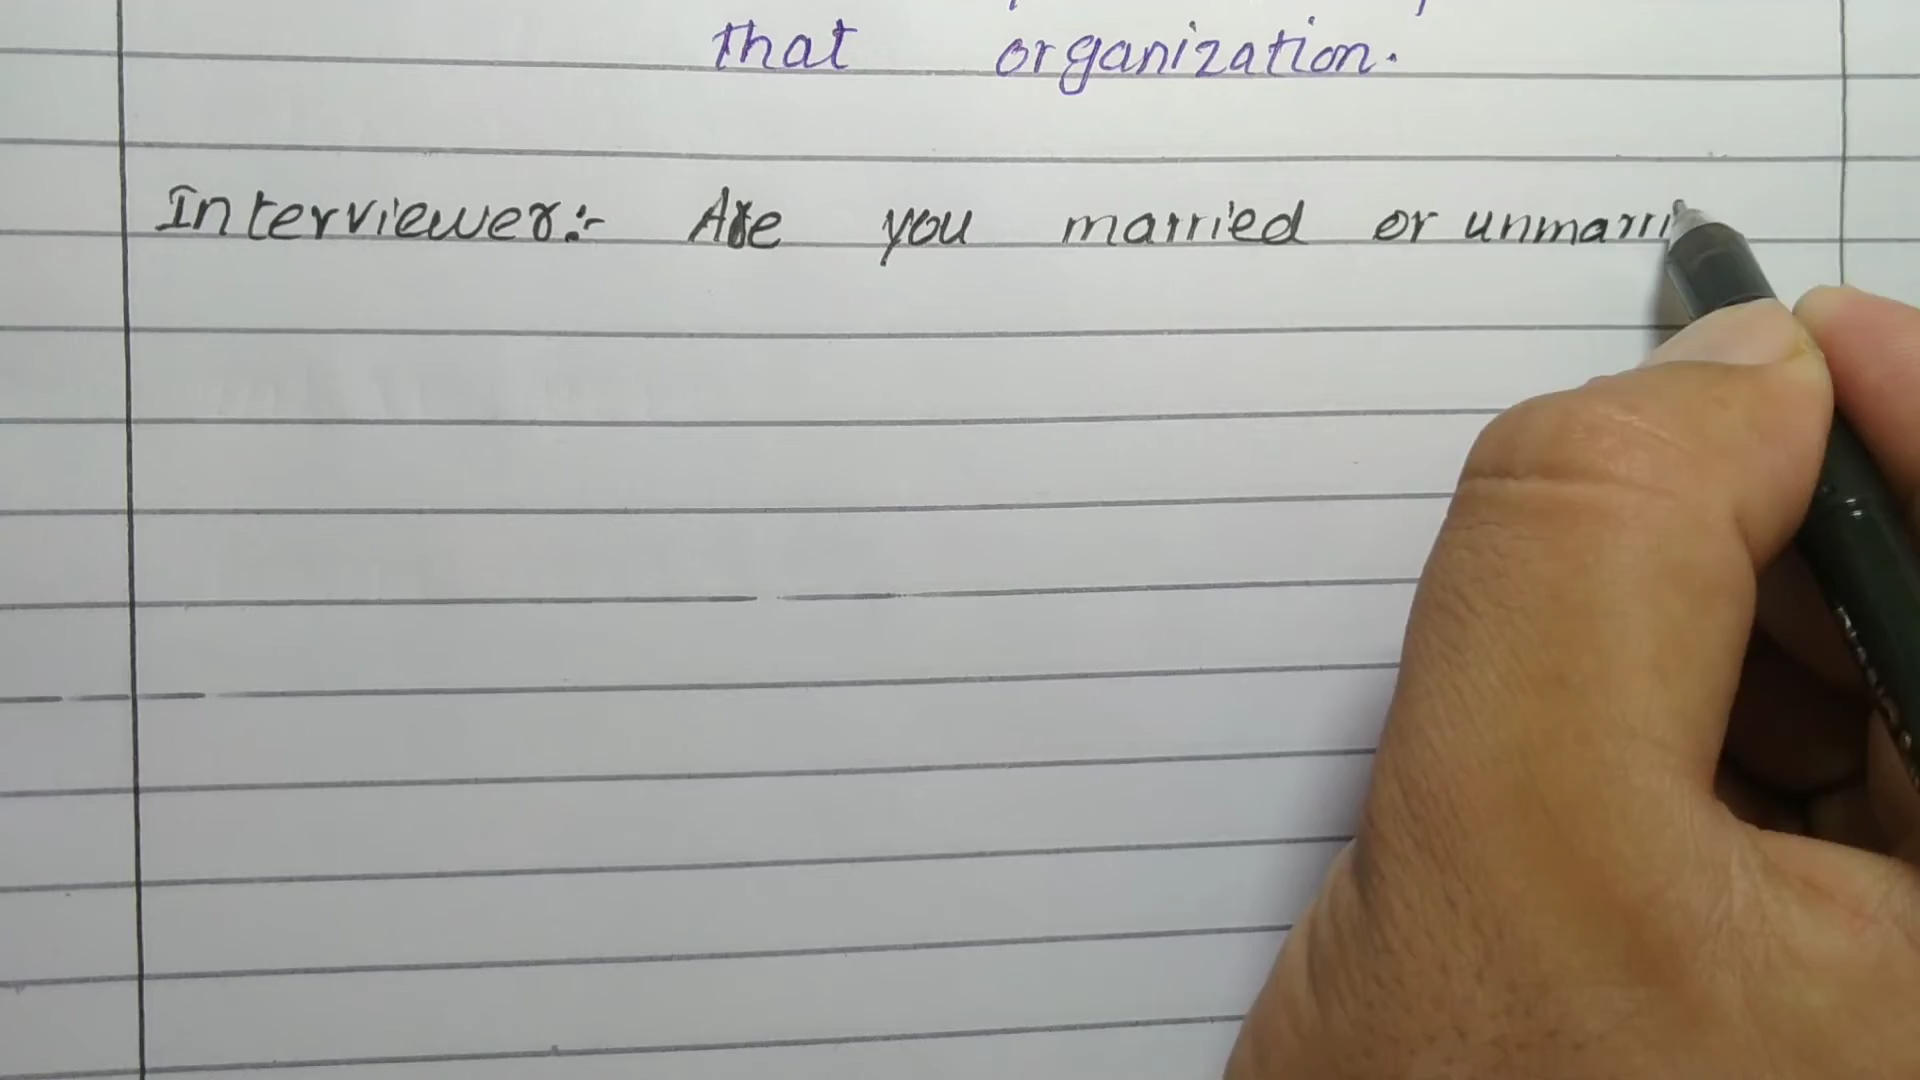 that organization.
Interviewer:- Are you married or unmarri